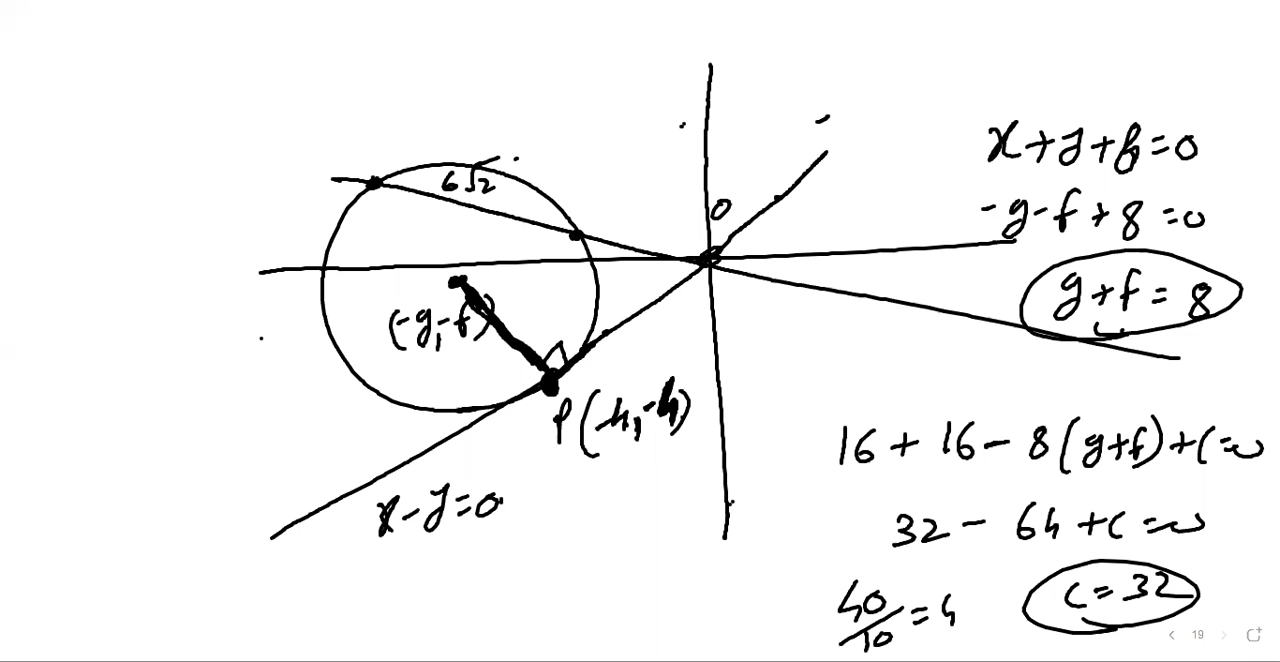 6√2
0
x+y+8=0
-g-f+8=0
g+f=8
(-g,-f)
P(-4,-4)
x-y=0
16+16-8(g+f)+c=0
32-64+c=0
40/10=4
c=32
19